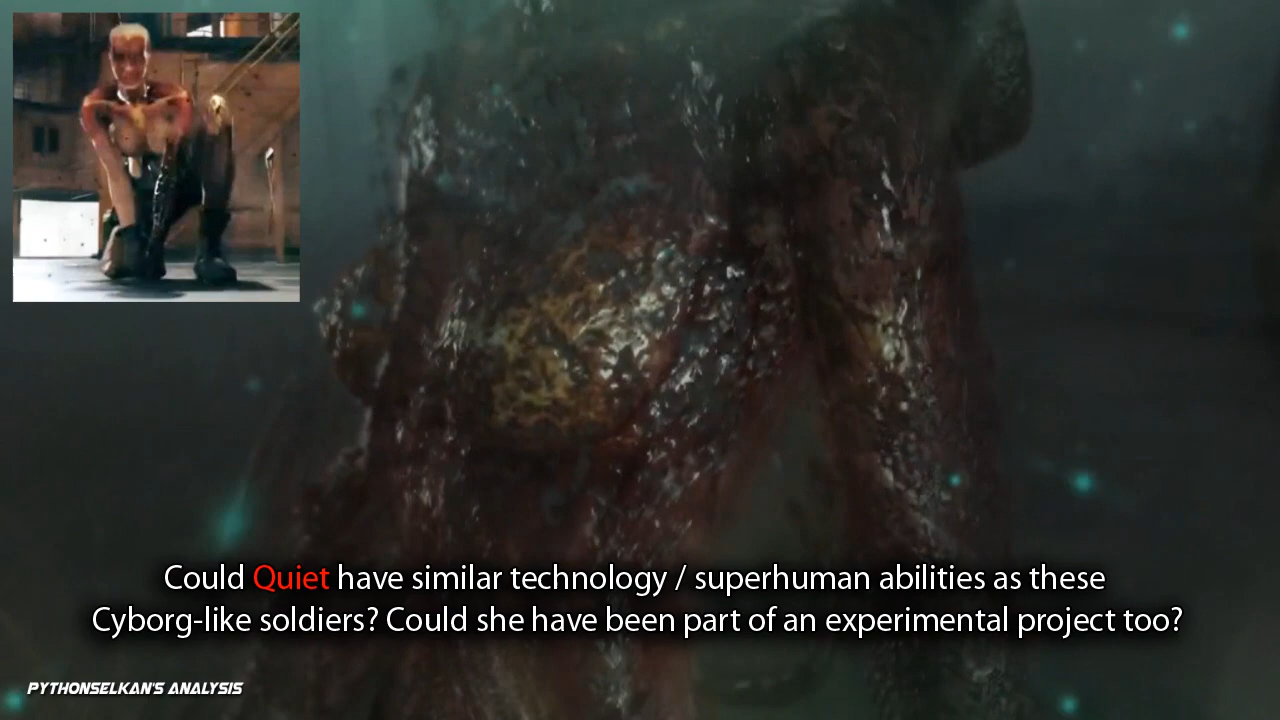 Could Quiet have similar technology / superhuman abilities as these
Cyborg-like soldiers? Could she have been part of an experimental project too?
PYTHONSELKAN'S ANALYSIS